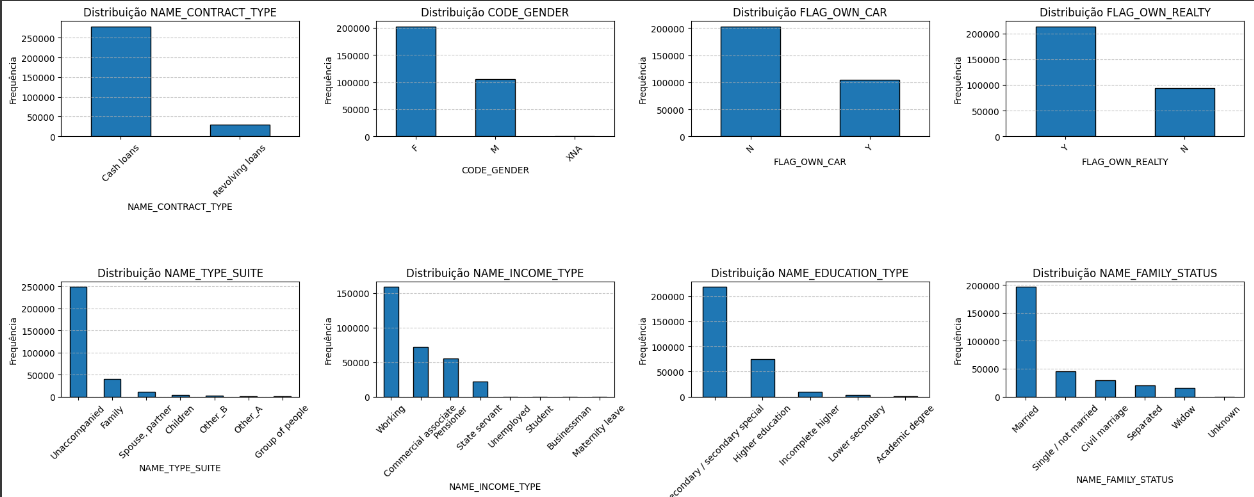 Distribuição NAME_CONTRACT_TYPE
Frequência
250000
200000
150000
100000
50000
0
Cash loans
Revolving loans
NAME_CONTRACT_TYPE
Distribuição CODE_GENDER
Frequência
200000
150000
100000
50000
0
F
M
XNA
CODE_GENDER
Distribuição FLAG_OWN_CAR
Frequência
200000
150000
100000
50000
0
N
Y
FLAG_OWN_CAR
Distribuição FLAG_OWN_REALTY
Frequência
200000
150000
100000
50000
0
Y
N
FLAG_OWN_REALTY
Distribuição NAME_TYPE_SUITE
Frequência
250000
200000
150000
100000
50000
0
Unaccompanied
Family
Spouse, partner
Children
Other_B
Other_A
Group of people
NAME_TYPE_SUITE
Distribuição NAME_INCOME_TYPE
Frequência
150000
100000
50000
0
Working
Commercial associate
Pensioner
State servant
Unemployed
Student
Businessman
Maternity leave
NAME_INCOME_TYPE
Distribuição NAME_EDUCATION_TYPE
Frequência
200000
150000
100000
50000
0
econdary / secondary special
Higher education
Incomplete higher
Lower secondary
Academic degree
Distribuição NAME_FAMILY_STATUS
Frequência
200000
150000
100000
50000
0
Married
Single / not married
Civil marriage
Separated
Widow
Unknown
NAME_FAMILY_STATUS